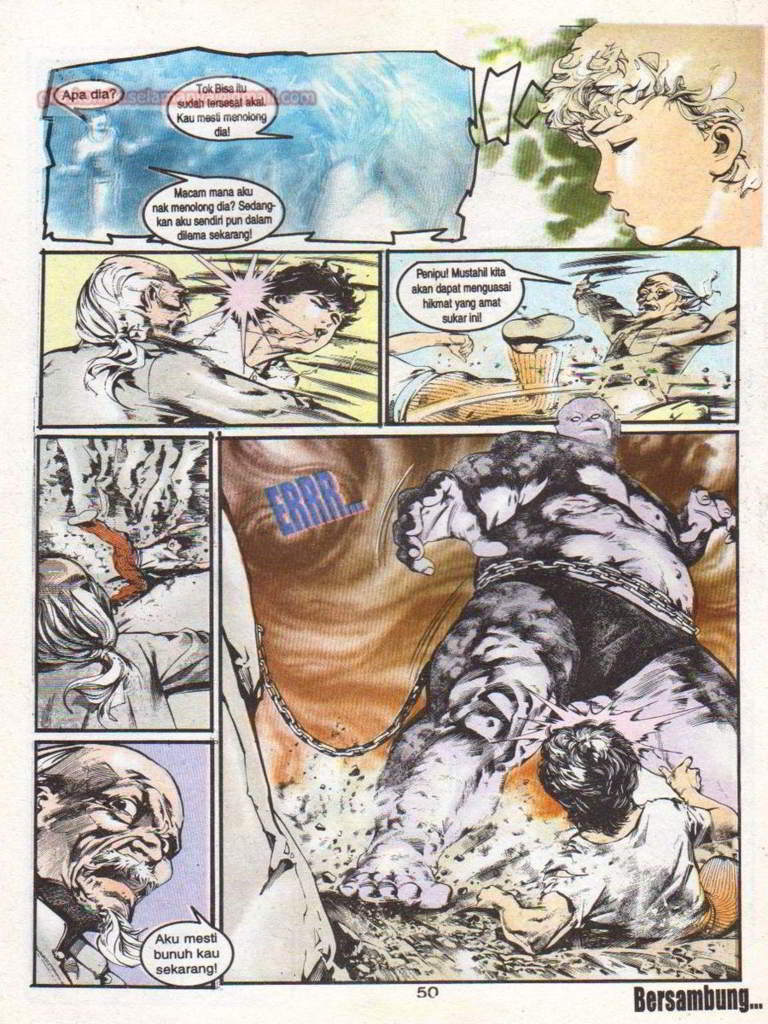 Apa dia?
Tok Bisa itu
sudah tersesat akal.
Kau mesti menolong
dia!
Macam mana aku
nak menolong dia? Sedang-
kan aku sendiri pun dalam
dilema sekarang!
Penipu! Mustahil kita
akan dapat menguasai
hikmat yang amat
sukar ini!
ERRR...
Aku mesti
bunuh kau
sekarang!
50
Bersambung...